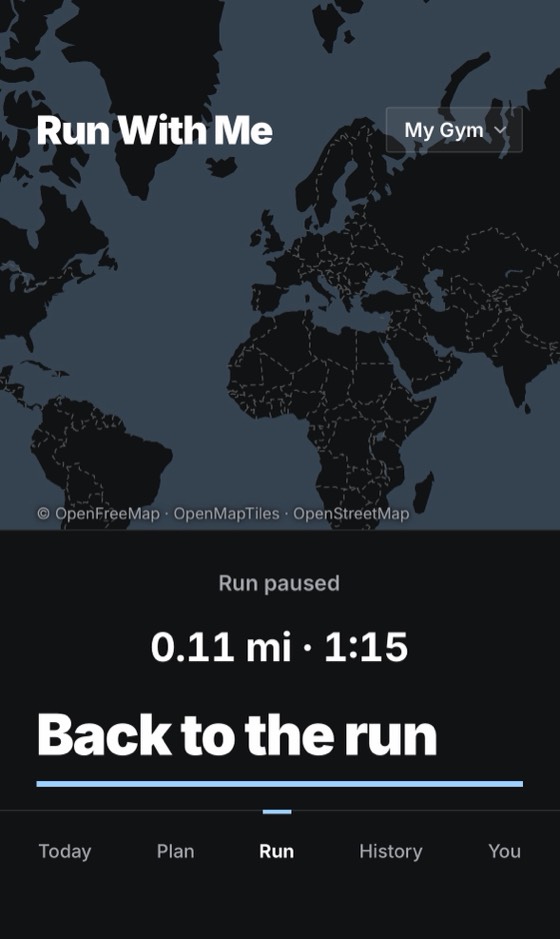 Run With Me
My Gym
© OpenFreeMap · OpenMapTiles · OpenStreetMap
Run paused
0.11 mi · 1:15
Back to the run
Today Plan Run History You